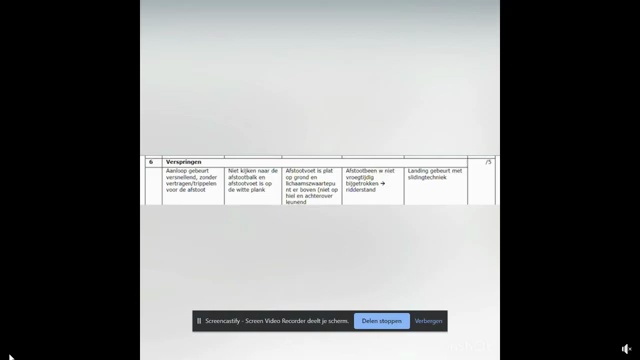 6 Verspringen /5
Aanloop gebeurt
versnellend, zonder
vertragen/trippelen
voor de afstoot
Niet kijken naar de
afstootbalk en
afstootvoet is op
de witte plank
Afstootvoet is plat
op grond en
lichaamszwaartepu
nt er boven (niet op
hiel en achterover
leunend
Afstootbeen w niet
vroegtijdig
bijgetrokken →
ridderstand
Landing gebeurt met
slidingtechniek
Screencastify - Screen Video Recorder deelt je scherm.
Delen stoppen
Verbergen